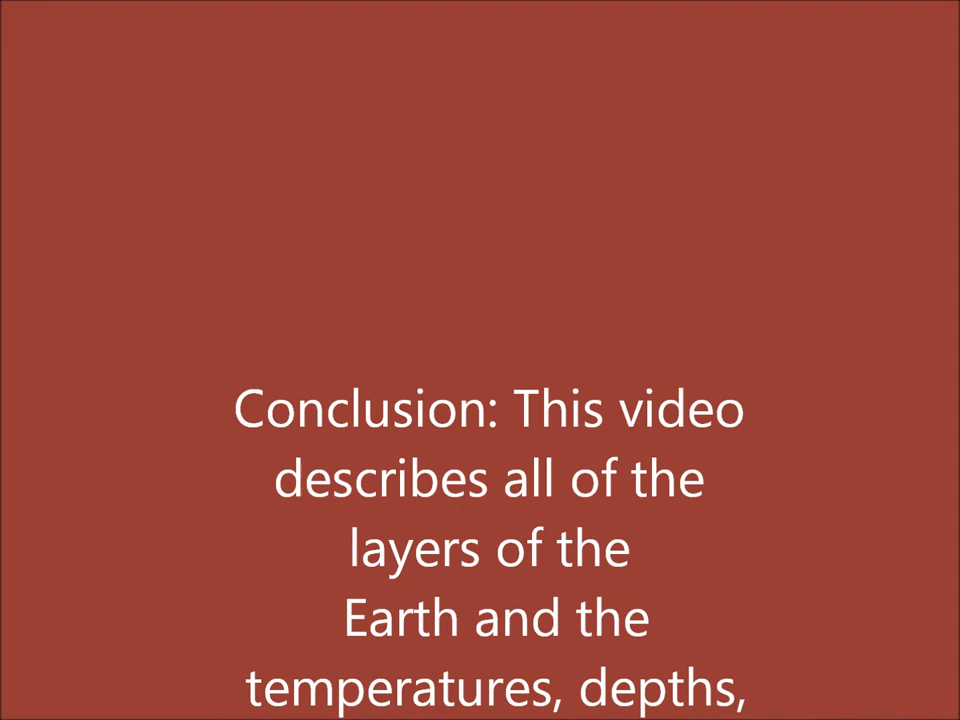 Conclusion: This video
describes all of the
layers of the
Earth and the
temperatures, depths,